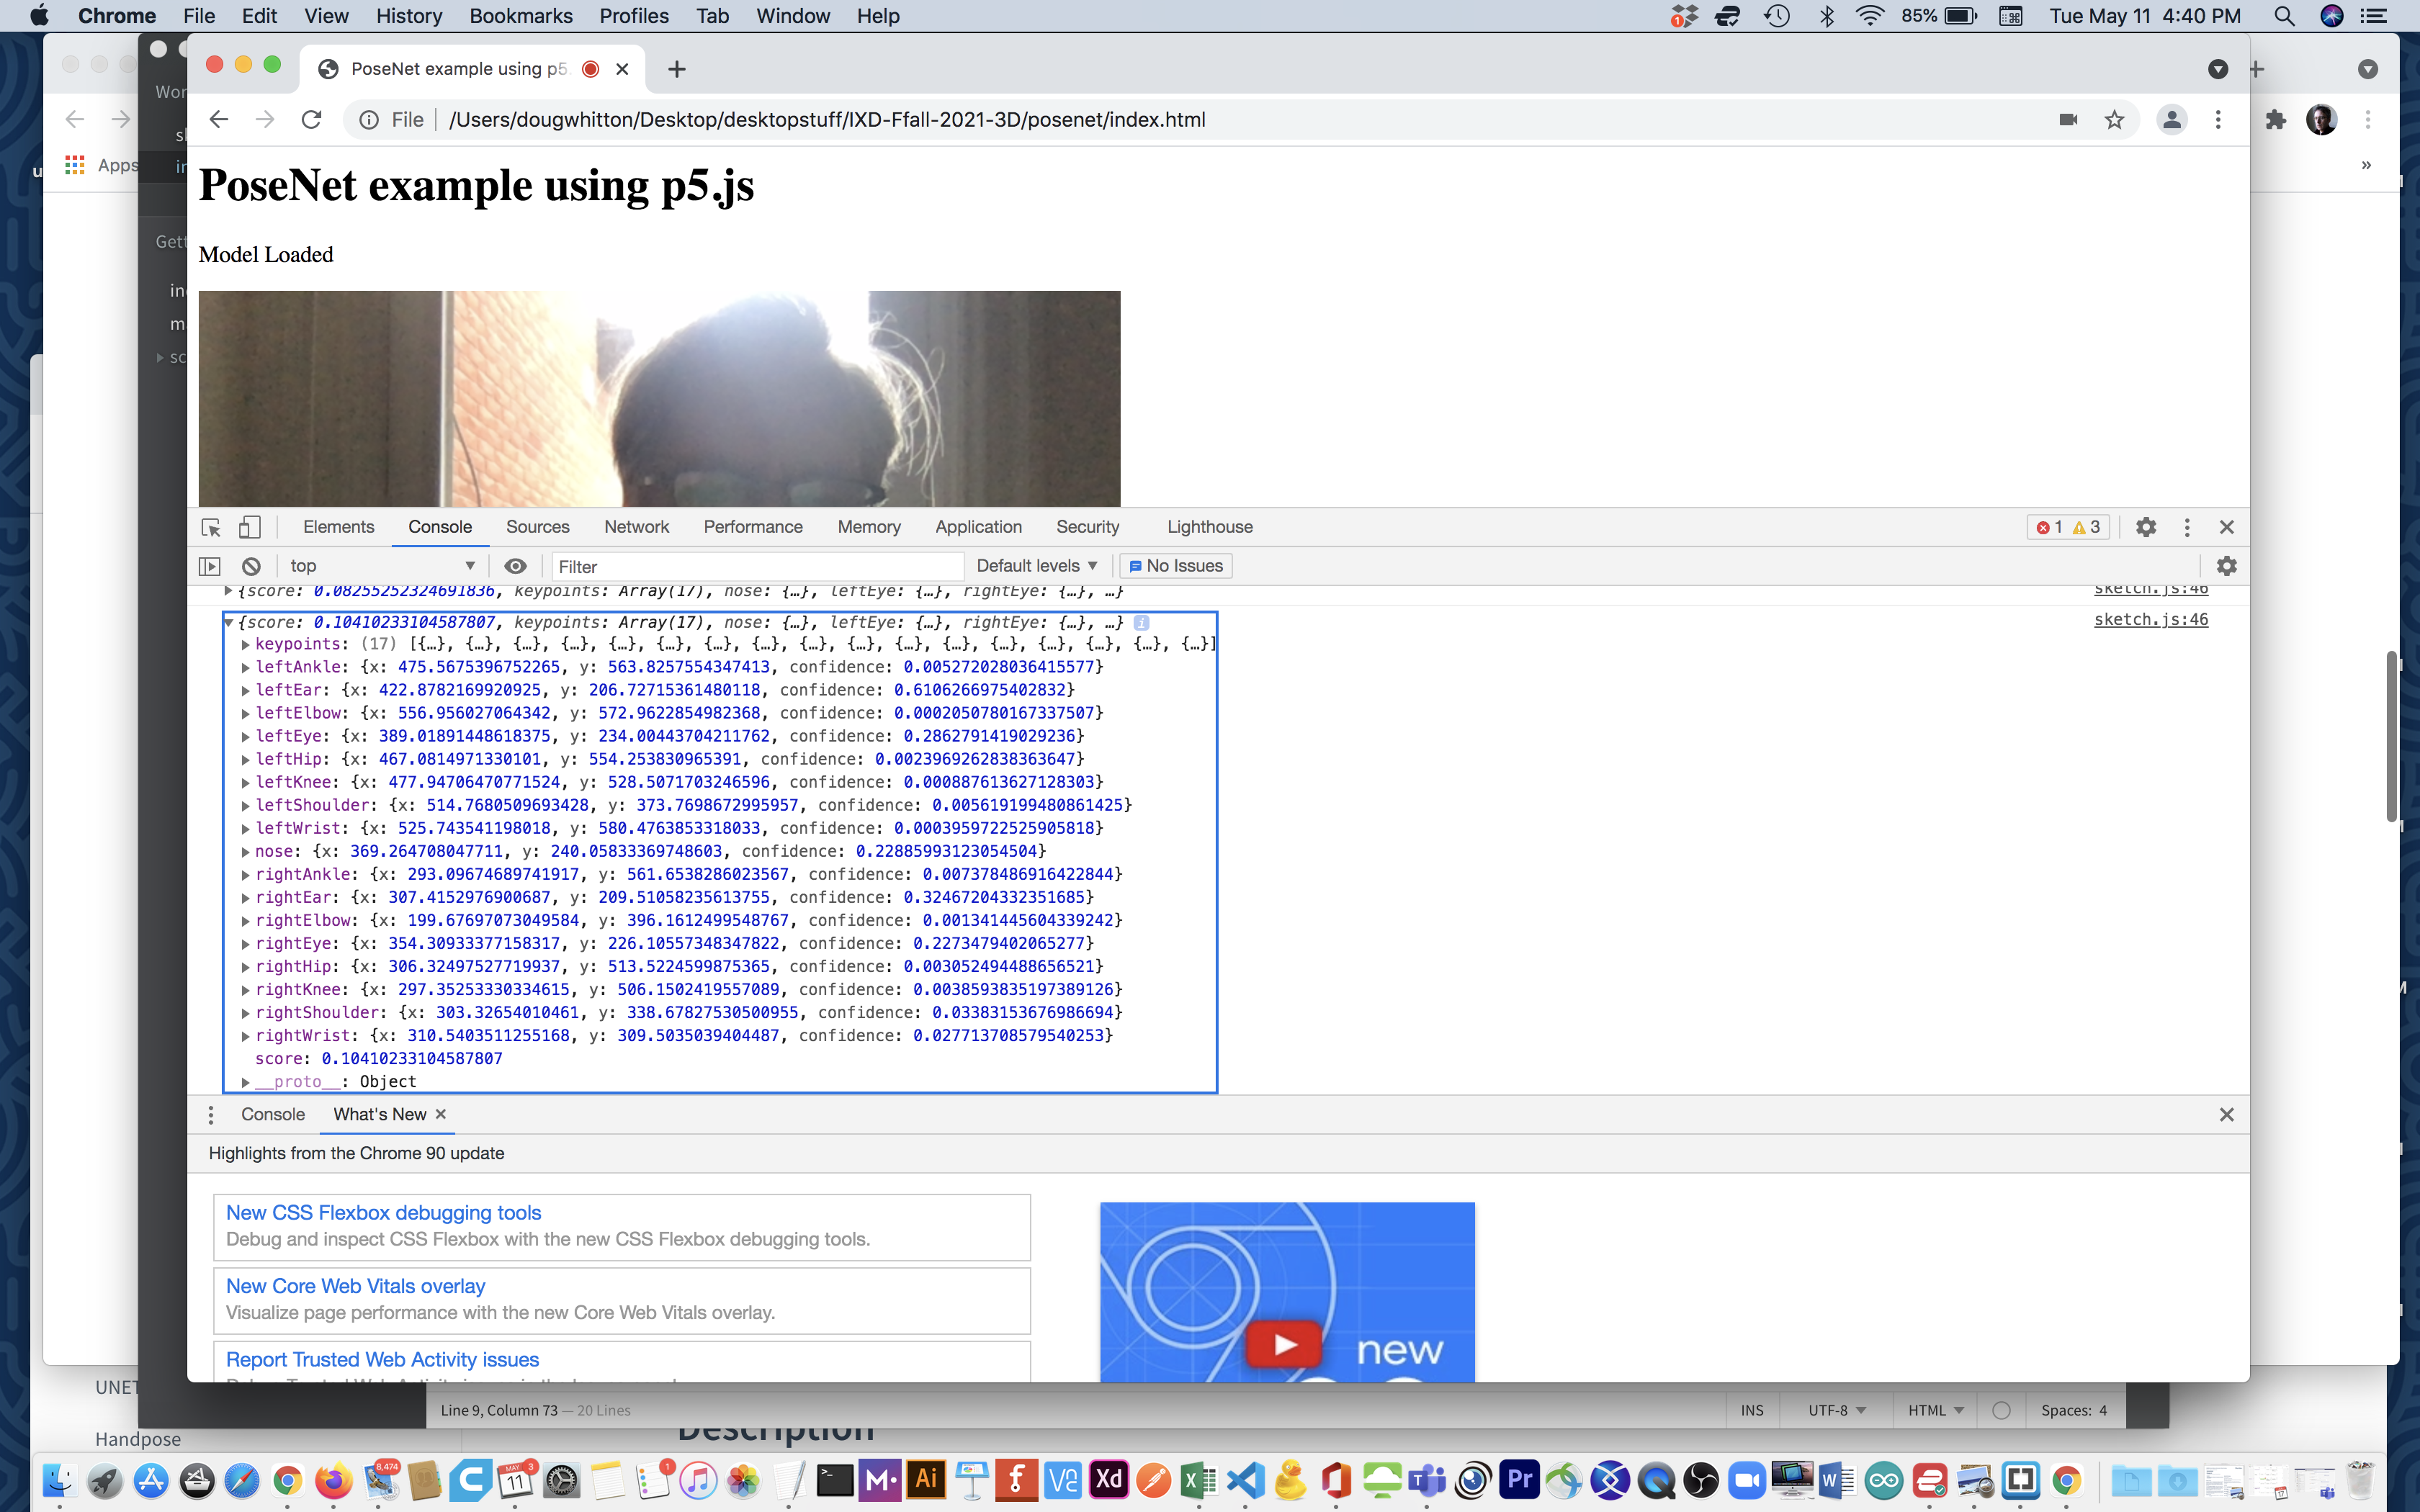 Chrome File Edit View History Bookmarks Profiles Tab Window Help 1 85% Tue May 11 4:40 PM
PoseNet example using p5.
File /Users/dougwhitton/Desktop/desktopstuff/IXD-Ffall-2021-3D/posenet/index.html
Apps
PoseNet example using p5.js
Model Loaded
Elements Console Sources Network Performance Memory Application Security Lighthouse 1 3
top Filter Default levels No Issues
{score: 0.08255252324691836, keypoints: Array(17), nose: {…}, leftEye: {…}, rightEye: {…}, …} sketch.js:46
{score: 0.10410233104587807, keypoints: Array(17), nose: {…}, leftEye: {…}, rightEye: {…}, …} sketch.js:46
keypoints: (17) [{…}, {…}, {…}, {…}, {…}, {…}, {…}, {…}, {…}, {…}, {…}, {…}, {…}, {…}, {…}, {…}, {…}]
leftAnkle: {x: 475.5675396752265, y: 563.8257554347413, confidence: 0.005272028036415577}
leftEar: {x: 422.8782169920925, y: 206.72715361480118, confidence: 0.6106266975402832}
leftElbow: {x: 556.956027064342, y: 572.9622854982368, confidence: 0.0002050780167337507}
leftEye: {x: 389.01891448618375, y: 234.00443704211762, confidence: 0.2862791419029236}
leftHip: {x: 467.0814971330101, y: 554.253830965391, confidence: 0.0023969262838363647}
leftKnee: {x: 477.94706470771524, y: 528.5071703246596, confidence: 0.000887613627128303}
leftShoulder: {x: 514.7680509693428, y: 373.7698672995957, confidence: 0.005619199480861425}
leftWrist: {x: 525.743541198018, y: 580.4763853318033, confidence: 0.0003959722525905818}
nose: {x: 369.264708047711, y: 240.05833369748603, confidence: 0.22885993123054504}
rightAnkle: {x: 293.09674689741917, y: 561.6538286023567, confidence: 0.007378486916422844}
rightEar: {x: 307.4152976900687, y: 209.51058235613755, confidence: 0.32467204332351685}
rightElbow: {x: 199.67697073049584, y: 396.1612499548767, confidence: 0.001341445604339242}
rightEye: {x: 354.30933377158317, y: 226.10557348347822, confidence: 0.2273479402065277}
rightHip: {x: 306.32497527719937, y: 513.5224599875365, confidence: 0.003052494488656521}
rightKnee: {x: 297.35253330334615, y: 506.1502419557089, confidence: 0.0038593835197389126}
rightShoulder: {x: 303.32654010461, y: 338.67827530500955, confidence: 0.03383153676986694}
rightWrist: {x: 310.5403511255168, y: 309.5035039404487, confidence: 0.027713708579540253}
score: 0.10410233104587807
__proto__: Object
Console What's New
Highlights from the Chrome 90 update
New CSS Flexbox debugging tools
Debug and inspect CSS Flexbox with the new CSS Flexbox debugging tools.
New Core Web Vitals overlay
Visualize page performance with the new Core Web Vitals overlay.
Report Trusted Web Activity issues
new
Line 9, Column 73 — 20 Lines INS UTF-8 HTML Spaces: 4
Handpose
Description
8,474 MAY 11 3 1 Ai Xd Pr